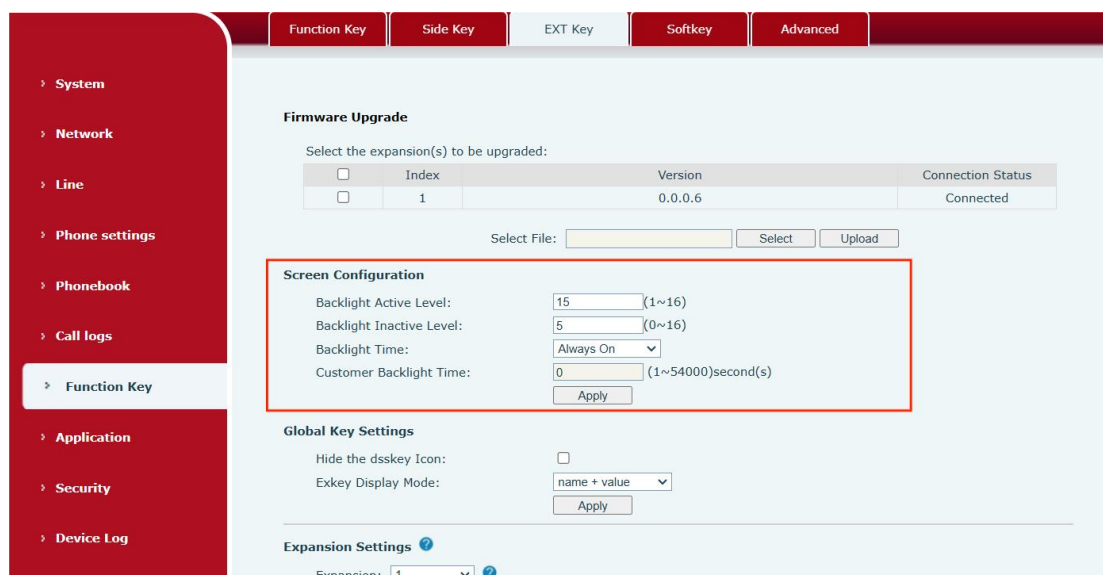 Function Key Side Key EXT Key Softkey Advanced
System
Network
Line
Phone settings
Phonebook
Call logs
Function Key
Application
Security
Device Log
Firmware Upgrade
Select the expansion(s) to be upgraded:
Index Version Connection Status
1 0.0.0.6 Connected
Select File: Select Upload
Screen Configuration
Backlight Active Level: 15 (1~16)
Backlight Inactive Level: 5 (0~16)
Backlight Time: Always On
Customer Backlight Time: 0 (1~54000)second(s)
Apply
Global Key Settings
Hide the dsskey Icon:
Exkey Display Mode: name + value
Apply
Expansion Settings ?
Expansion: 1 ?